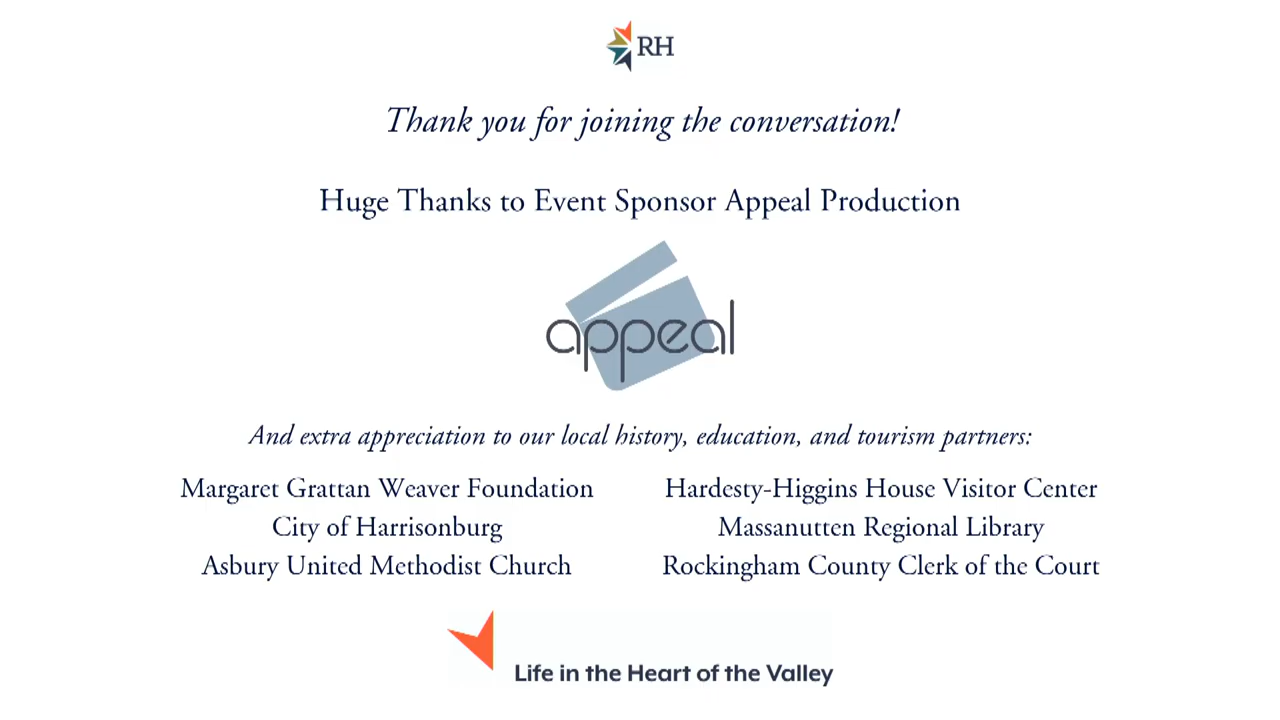 RH
Thank you for joining the conversation!
Huge Thanks to Event Sponsor Appeal Production
appeal
And extra appreciation to our local history, education, and tourism partners:
Margaret Grattan Weaver Foundation
City of Harrisonburg
Asbury United Methodist Church
Hardesty-Higgins House Visitor Center
Massanutten Regional Library
Rockingham County Clerk of the Court
Life in the Heart of the Valley